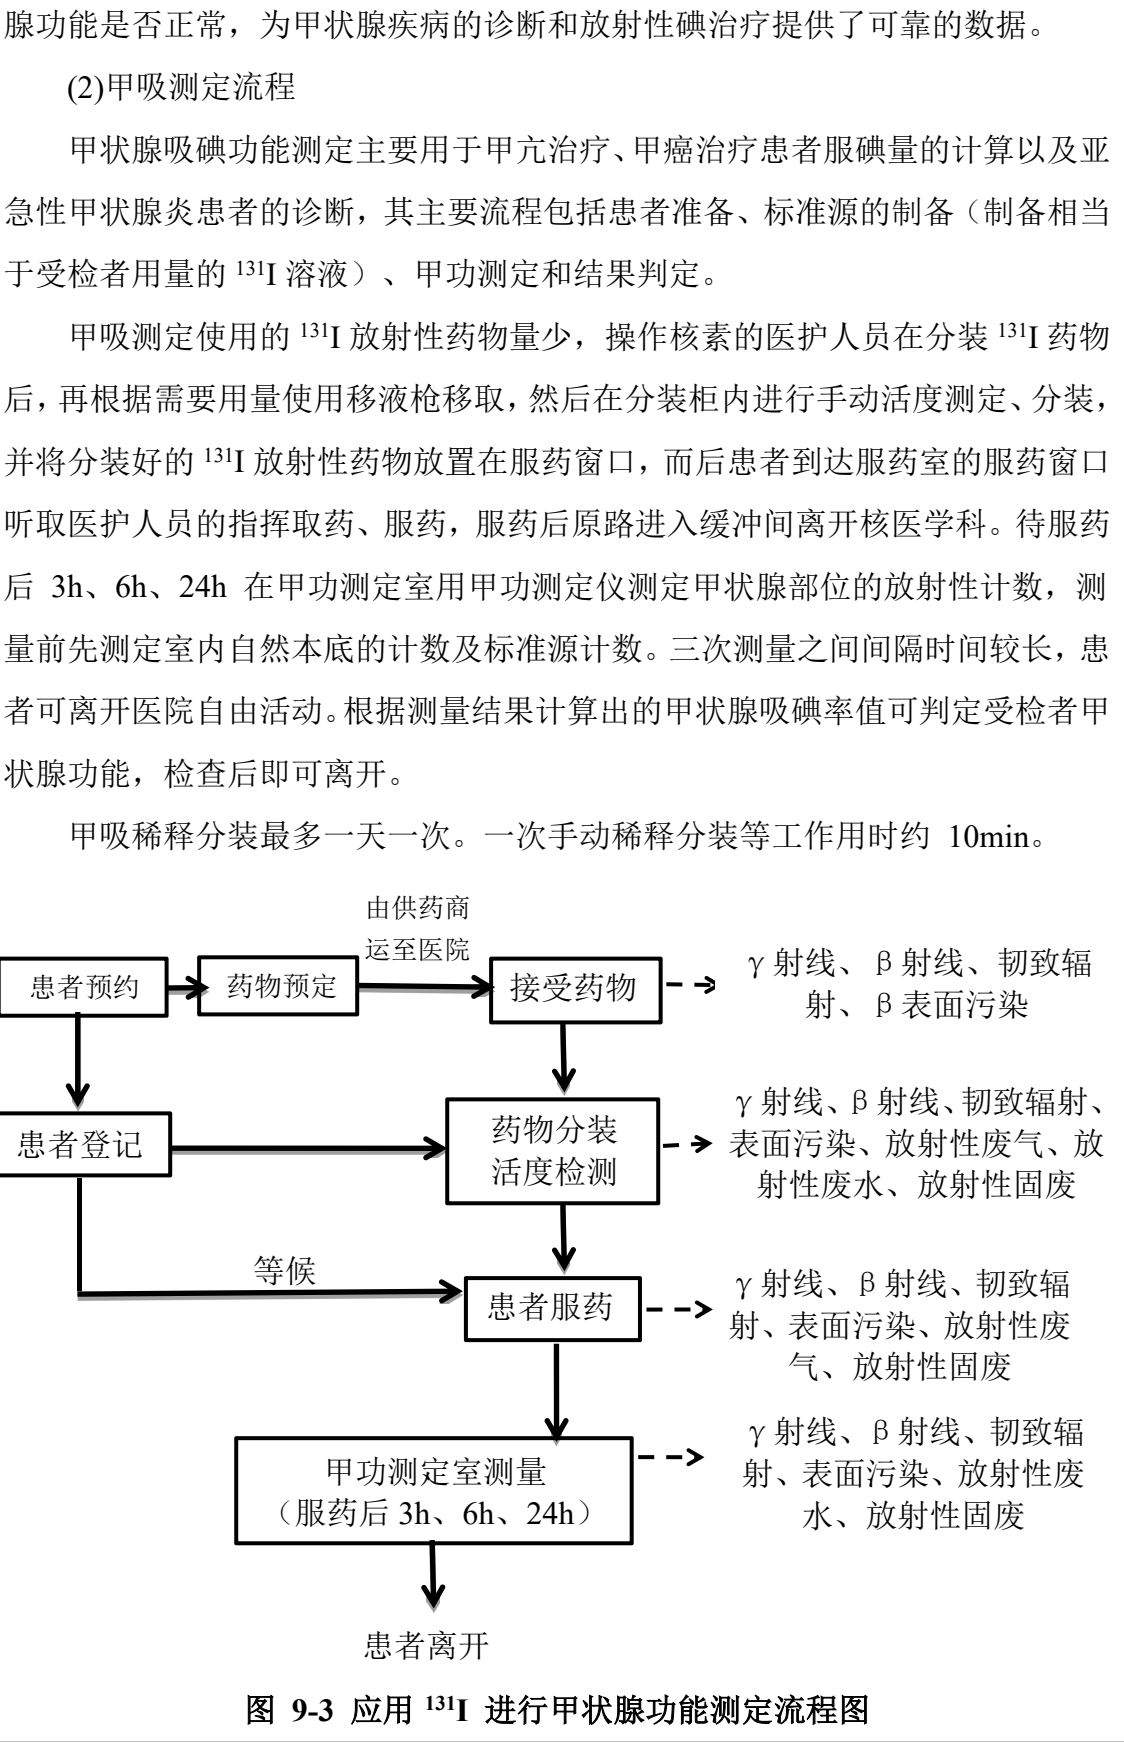 腺功能是否正常，为甲状腺疾病的诊断和放射性碘治疗提供了可靠的数据。
(2)甲吸测定流程
甲状腺吸碘功能测定主要用于甲亢治疗、甲癌治疗患者服碘量的计算以及亚
急性甲状腺炎患者的诊断，其主要流程包括患者准备、标准源的制备（制备相当
于受检者用量的 ¹³¹I 溶液）、甲功测定和结果判定。
甲吸测定使用的 ¹³¹I 放射性药物量少，操作核素的医护人员在分装 ¹³¹I 药物
后，再根据需要用量使用移液枪移取，然后在分装柜内进行手动活度测定、分装，
并将分装好的 ¹³¹I 放射性药物放置在服药窗口，而后患者到达服药室的服药窗口
听取医护人员的指挥取药、服药，服药后原路进入缓冲间离开核医学科。待服药
后 3h、6h、24h 在甲功测定室用甲功测定仪测定甲状腺部位的放射性计数，测
量前先测定室内自然本底的计数及标准源计数。三次测量之间间隔时间较长，患
者可离开医院自由活动。根据测量结果计算出的甲状腺吸碘率值可判定受检者甲
状腺功能，检查后即可离开。
甲吸稀释分装最多一天一次。一次手动稀释分装等工作用时约 10min。
由供药商
运至医院
患者预约
药物预定
接受药物
γ射线、β射线、韧致辐
射、β表面污染
患者登记
药物分装
活度检测
γ射线、β射线、韧致辐射、
表面污染、放射性废气、放
射性废水、放射性固废
等候
患者服药
γ射线、β射线、韧致辐
射、表面污染、放射性废
气、放射性固废
甲功测定室测量
（服药后 3h、6h、24h）
γ射线、β射线、韧致辐
射、表面污染、放射性废
水、放射性固废
患者离开
图 9-3 应用 ¹³¹I 进行甲状腺功能测定流程图